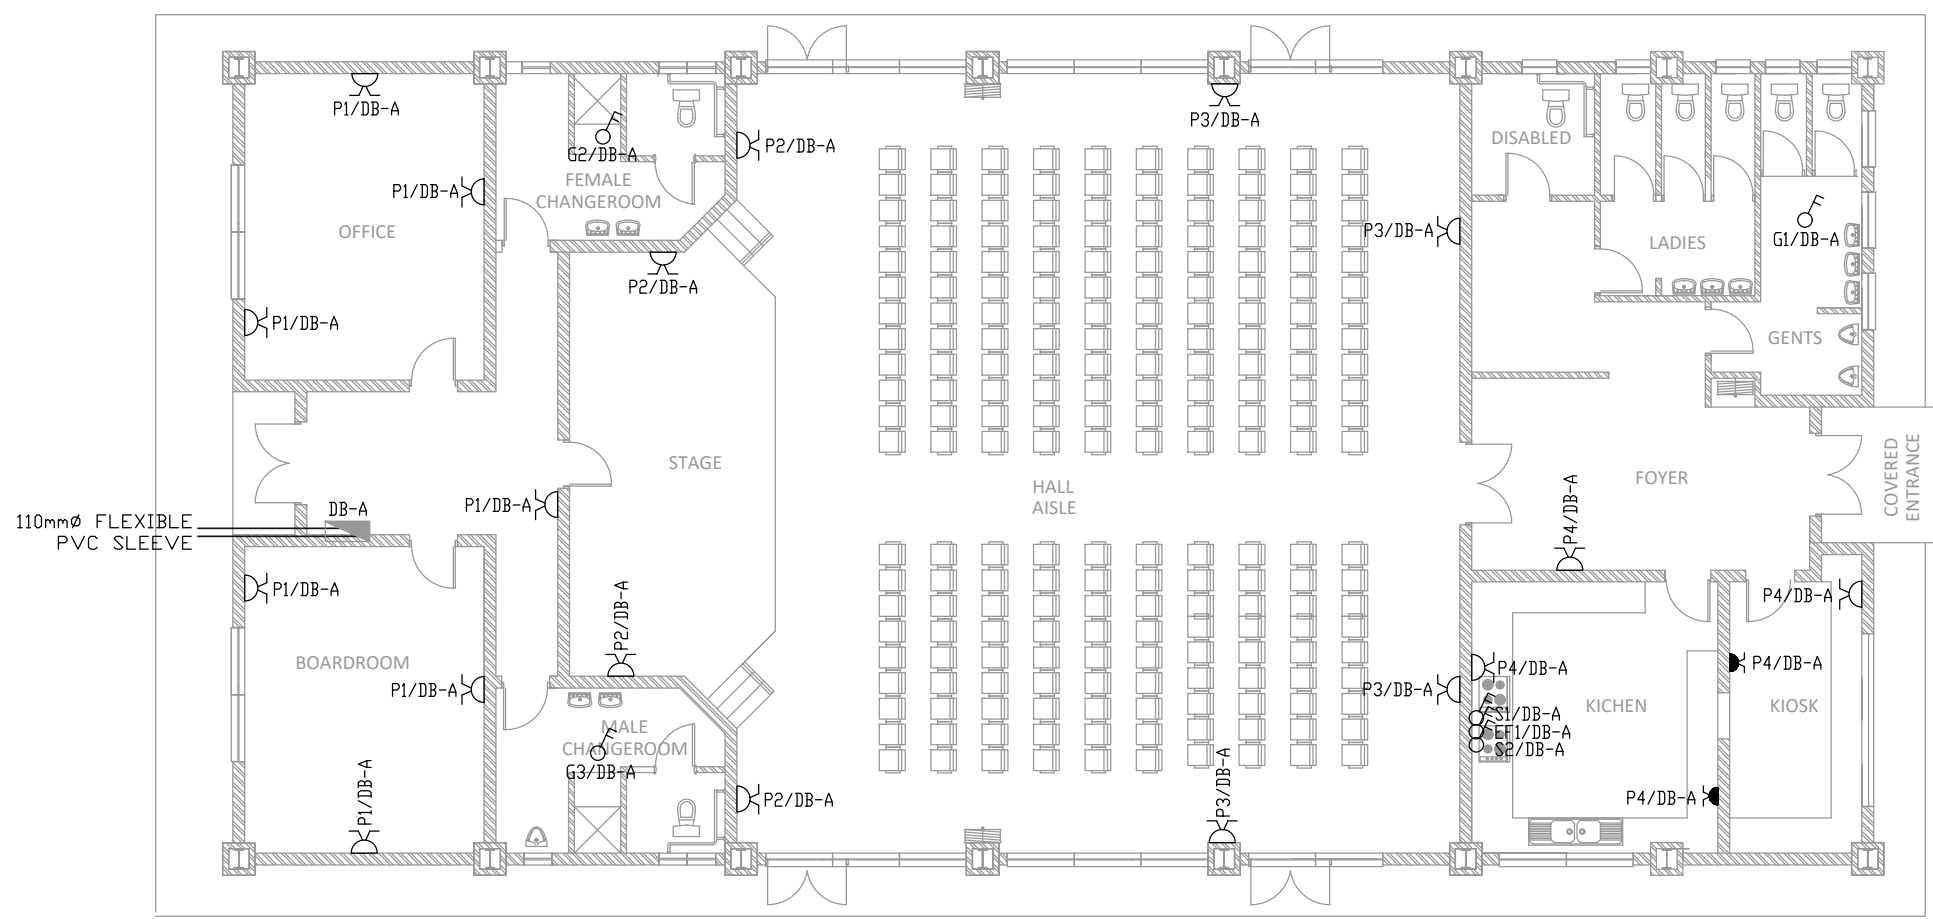 P1/DB-A
P3/DB-A
P2/DB-A
DISABLED
G2/DB-A
FEMALE
CHANGEROOM
P1/DB-A
OFFICE
P3/DB-A
LADIES
G1/DB-A
P2/DB-A
P1/DB-A
GENTS
STAGE
HALL
AISLE
FOYER
COVERED
ENTRANCE
P1/DB-A
P4/DB-A
DB-A
110mmØ FLEXIBLE
PVC SLEEVE
P1/DB-A
P2/DB-A
P4/DB-A
BOARDROOM
P1/DB-A
P3/DB-A
P4/DB-A
P4/DB-A
KICHEN
KIOSK
S1/DB-A
EF1/DB-A
S2/DB-A
MALE
CHANGEROOM
G3/DB-A
P1/DB-A
P2/DB-A
P3/DB-A
P4/DB-A